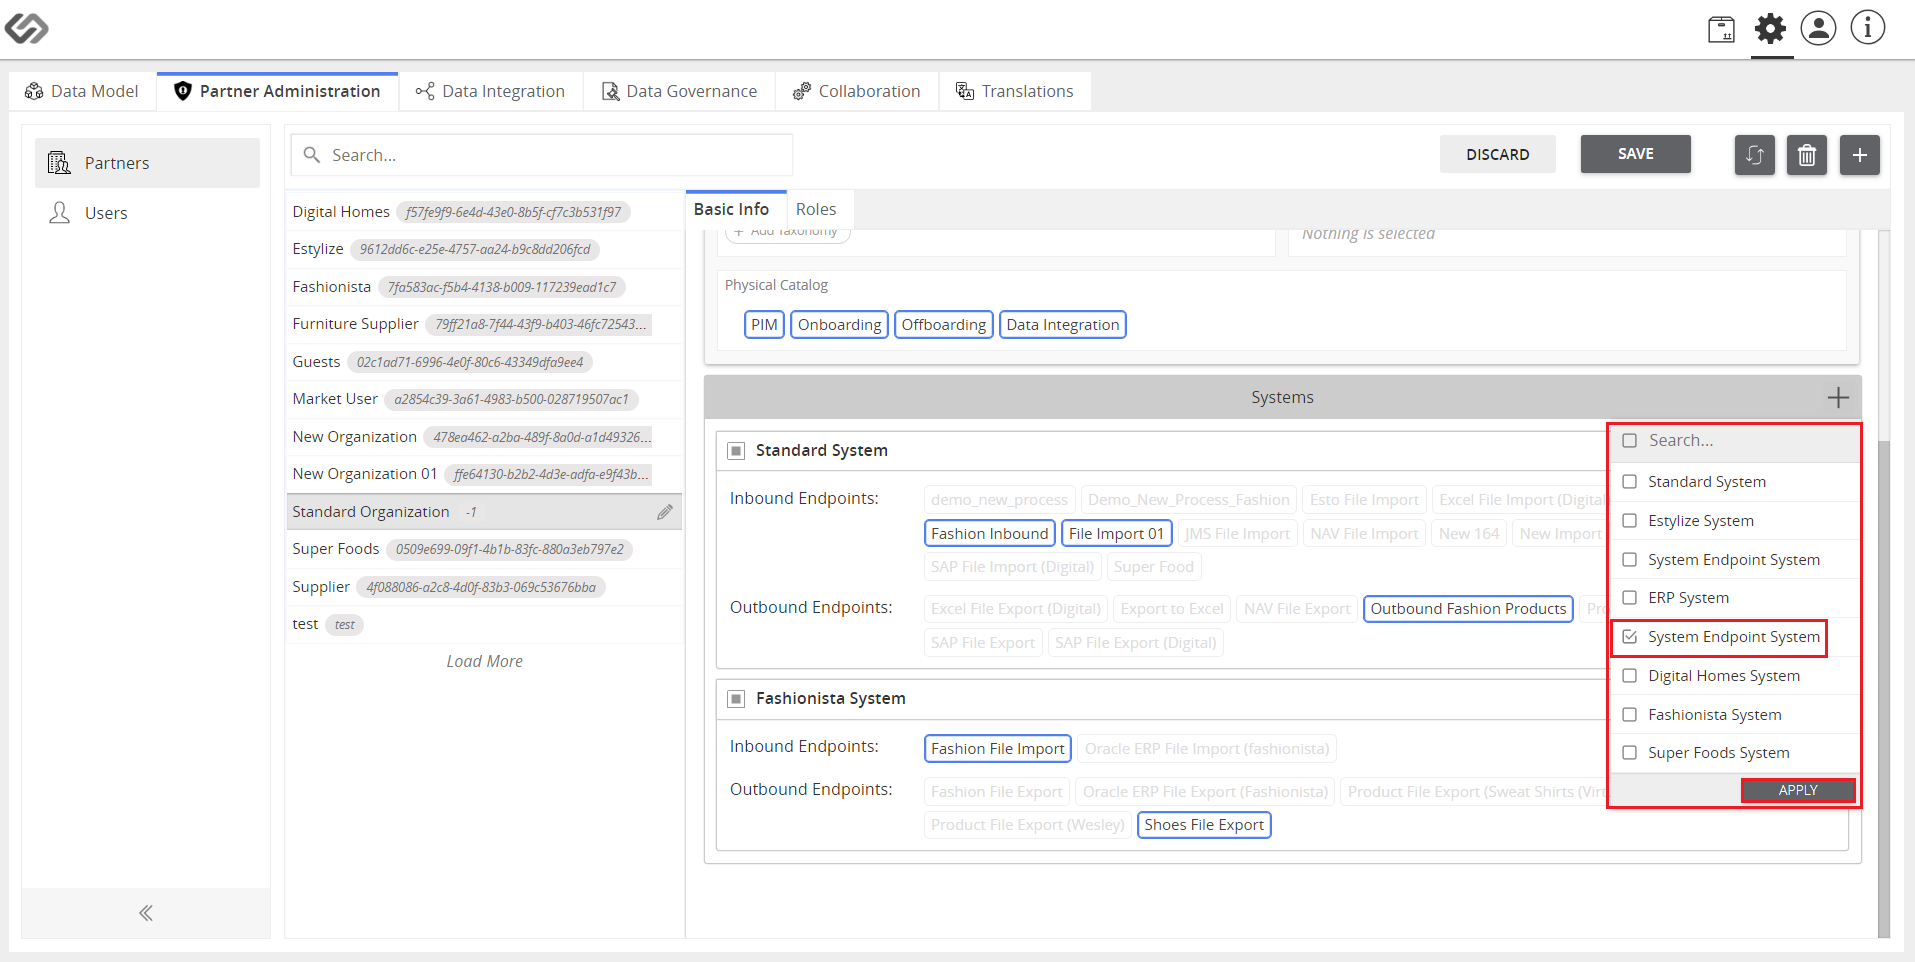 Data Model
Partner Administration
Data Integration
Data Governance
Collaboration
Translations
Partners
Users
Search...
DISCARD
SAVE
Digital Homes f57fe9f9-6e4d-43e0-8b5f-cf7c3b531f97
Estylize 9612dd6c-e25e-4757-aa24-b9c8dd206fcd
Fashionista 7fa583ac-f5b4-4138-b009-117239ead1c7
Furniture Supplier 79ff21a8-7f44-43f9-b403-46fc72543...
Guests 02c1ad71-6996-4e0f-80c6-43349dfa9ee4
Market User a2854c39-3a61-4983-b500-028719507ac1
New Organization 478ea462-a2ba-489f-8a0d-a1d49326...
New Organization 01 ffe64130-b2b2-4d3e-adfa-e9f43b...
Standard Organization -1
Super Foods 0509e699-09f1-4b1b-83fc-880a3eb797e2
Supplier 4f088086-a2c8-4d0f-83b3-069c53676bba
test test
Load More
Basic Info Roles
+ Add Taxonomy
Nothing is selected
Physical Catalog
PIM Onboarding Offboarding Data Integration
Systems
Standard System
Inbound Endpoints: demo_new_process Demo_New_Process_Fashion Esto File Import Excel File Import (Digital
Fashion Inbound File Import 01 JMS File Import NAV File Import New 164 New Import
SAP File Import (Digital) Super Food
Outbound Endpoints: Excel File Export (Digital) Export to Excel NAV File Export Outbound Fashion Products
SAP File Export SAP File Export (Digital)
Fashionista System
Inbound Endpoints: Fashion File Import Oracle ERP File Import (fashionista)
Outbound Endpoints: Fashion File Export Oracle ERP File Export (Fashionista) Product File Export (Sweat Shirts (Virt
Product File Export (Wesley) Shoes File Export
Search...
Standard System
Estylize System
System Endpoint System
ERP System
System Endpoint System
Digital Homes System
Fashionista System
Super Foods System
APPLY